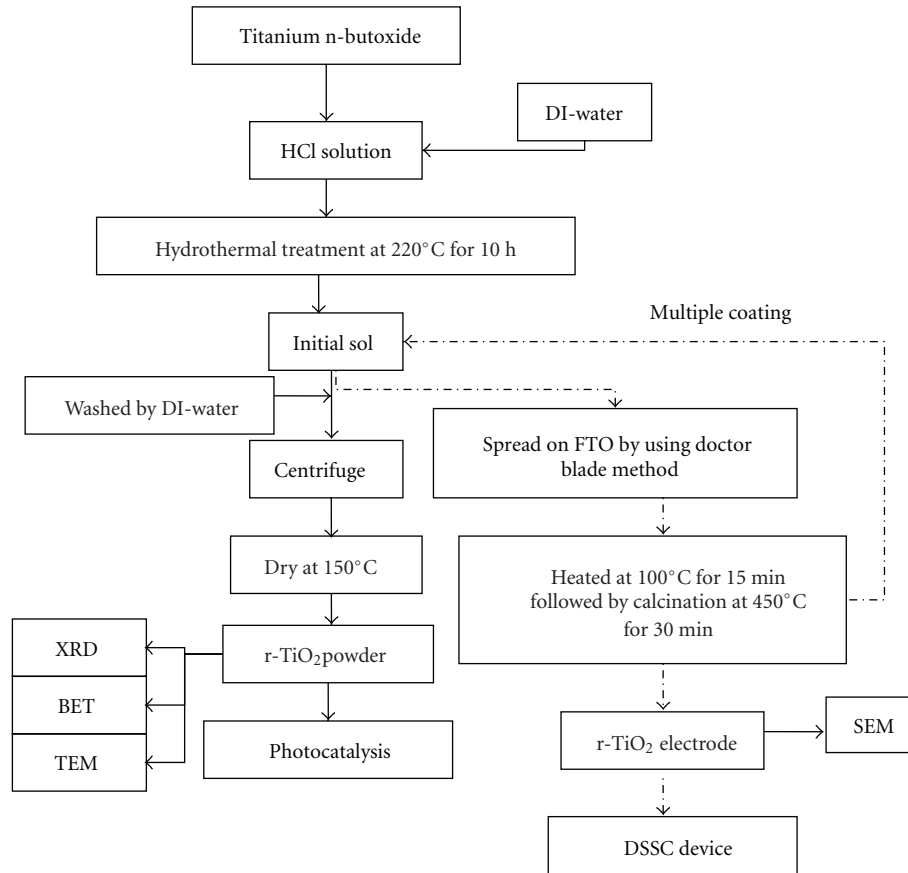 Titanium n-butoxide
DI-water
HCl solution
Hydrothermal treatment at 220°C for 10 h
Multiple coating
Initial sol
Washed by DI-water
Spread on FTO by using doctor
blade method
Centrifuge
Dry at 150°C
Heated at 100°C for 15 min
followed by calcination at 450°C
for 30 min
XRD
r-TiO₂ powder
BET
SEM
r-TiO₂ electrode
Photocatalysis
TEM
DSSC device